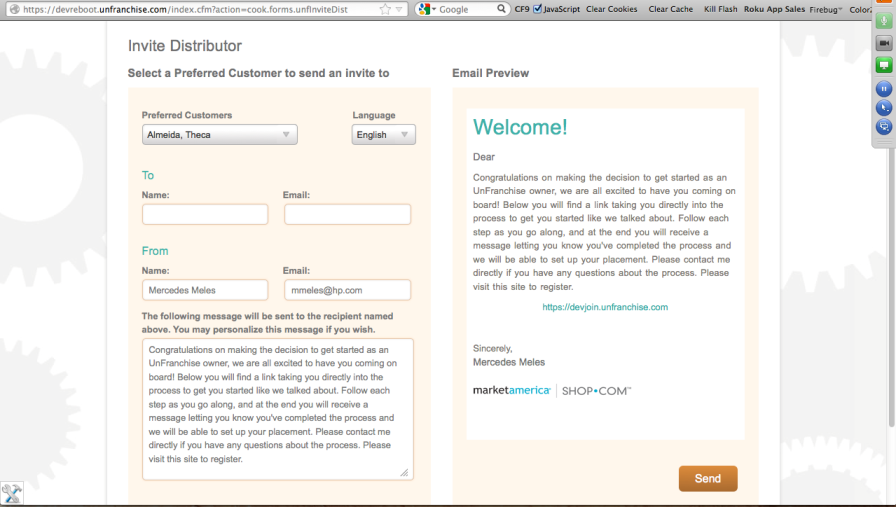 https://devreboot.unfranchise.com/index.cfm?action=cook.forms.unfInviteDist
Google
CF9 JavaScript Clear Cookies Clear Cache Kill Flash Roku App Sales Firebug"
Invite Distributor
Select a Preferred Customer to send an invite to
Preferred Customers
Language
Almeida, Theca
English
To
Name:
Email:
From
Name:
Email:
Mercedes Meles
mmeles@hp.com
The following message will be sent to the recipient named
above. You may personalize this message if you wish.
Congratulations on making the decision to get started as an
UnFranchise owner, we are all excited to have you coming on
board! Below you will find a link taking you directly into the
process to get you started like we talked about. Follow each
step as you go along, and at the end you will receive a
message letting you know you've completed the process and
we will be able to set up your placement. Please contact me
directly if you have any questions about the process. Please
visit this site to register.
Email Preview
Welcome!
Dear
Congratulations on making the decision to get started as an
UnFranchise owner, we are all excited to have you coming on
board! Below you will find a link taking you directly into the
process to get you started like we talked about. Follow each
step as you go along, and at the end you will receive a
message letting you know you've completed the process and
we will be able to set up your placement. Please contact me
directly if you have any questions about the process. Please
visit this site to register.
https://devjoin.unfranchise.com
Sincerely,
Mercedes Meles
marketamerica SHOP•COM
Send